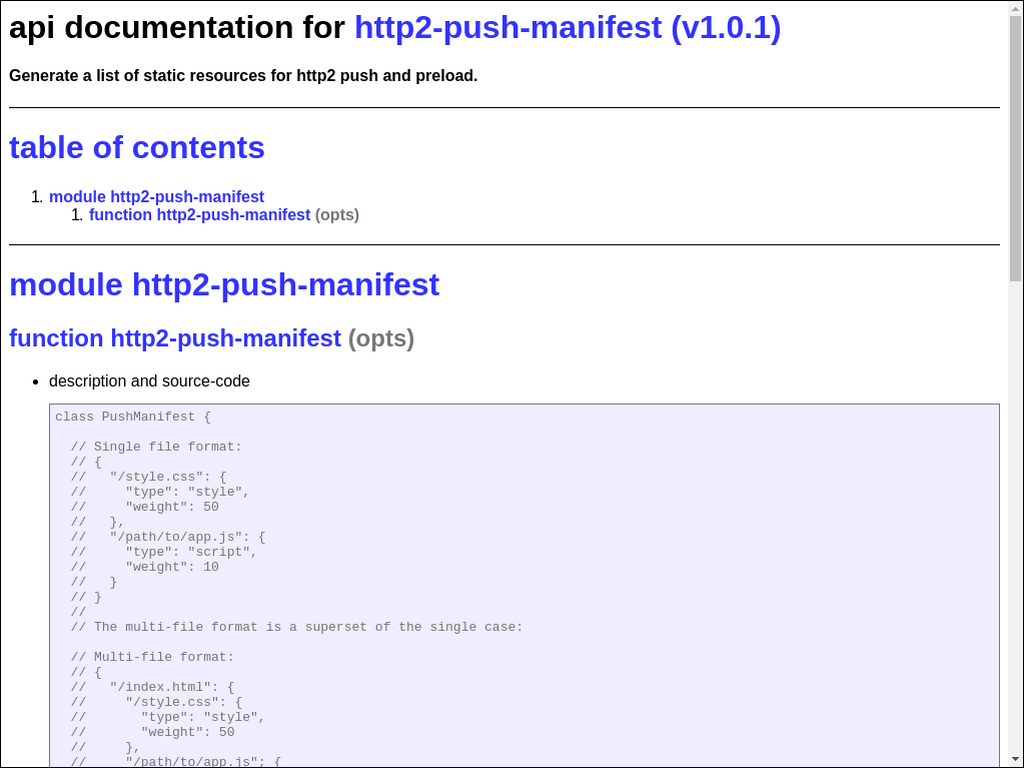 api documentation for http2-push-manifest (v1.0.1)
Generate a list of static resources for http2 push and preload.
table of contents
1. module http2-push-manifest
1. function http2-push-manifest (opts)
module http2-push-manifest
function http2-push-manifest (opts)
• description and source-code
class PushManifest {
// Single file format:
// {
//   "/style.css": {
//     "type": "style",
//     "weight": 50
//   },
//   "/path/to/app.js": {
//     "type": "script",
//     "weight": 10
//   }
// }
//
// The multi-file format is a superset of the single case:
// Multi-file format:
// {
//   "/index.html": {
//     "/style.css": {
//       "type": "style",
//       "weight": 50
//     },
//     "/path/to/app.js": {